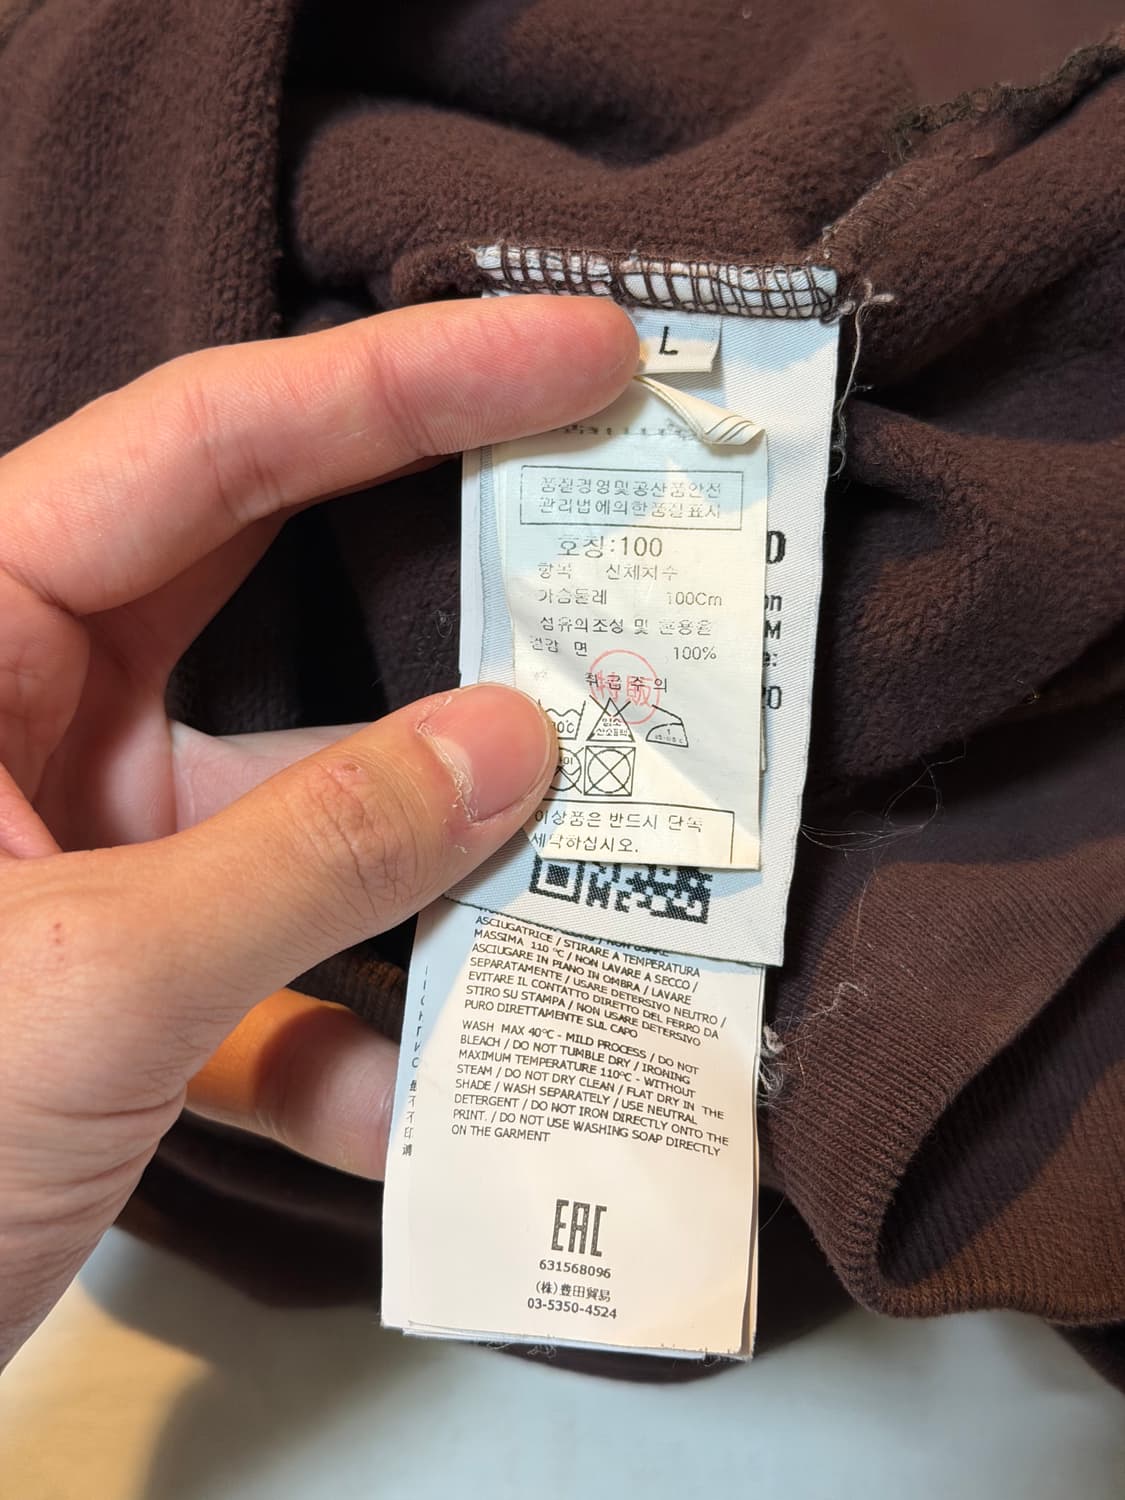 L
품질경영및공산품안전
관리법에의한품질표시
호칭:100
항목 신체치수
가슴둘레 100Cm
섬유의조성 및 혼용율
겉감 면 100%
취급주의
特販
이상품은 반드시 단독
세탁하십시오.
D
on
M
e:
20
ASCIUGATRICE / STIRARE A TEMPERATURA
MASSIMA 110 °C / NON LAVARE A SECCO /
ASCIUGARE IN PIANO IN OMBRA / LAVARE
SEPARATAMENTE / USARE DETERSIVO NEUTRO /
EVITARE IL CONTATTO DIRETTO DEL FERRO DA
STIRO SU STAMPA / NON USARE DETERSIVO
PURO DIRETTAMENTE SUL CAPO
WASH MAX 40°C - MILD PROCESS / DO NOT
BLEACH / DO NOT TUMBLE DRY / IRONING
MAXIMUM TEMPERATURE 110°C - WITHOUT
STEAM / DO NOT DRY CLEAN / FLAT DRY IN THE
SHADE / WASH SEPARATELY / USE NEUTRAL
DETERGENT / DO NOT IRON DIRECTLY ONTO THE
PRINT. / DO NOT USE WASHING SOAP DIRECTLY
ON THE GARMENT
EAC
631568096
(株)豊田貿易
03-5350-4524